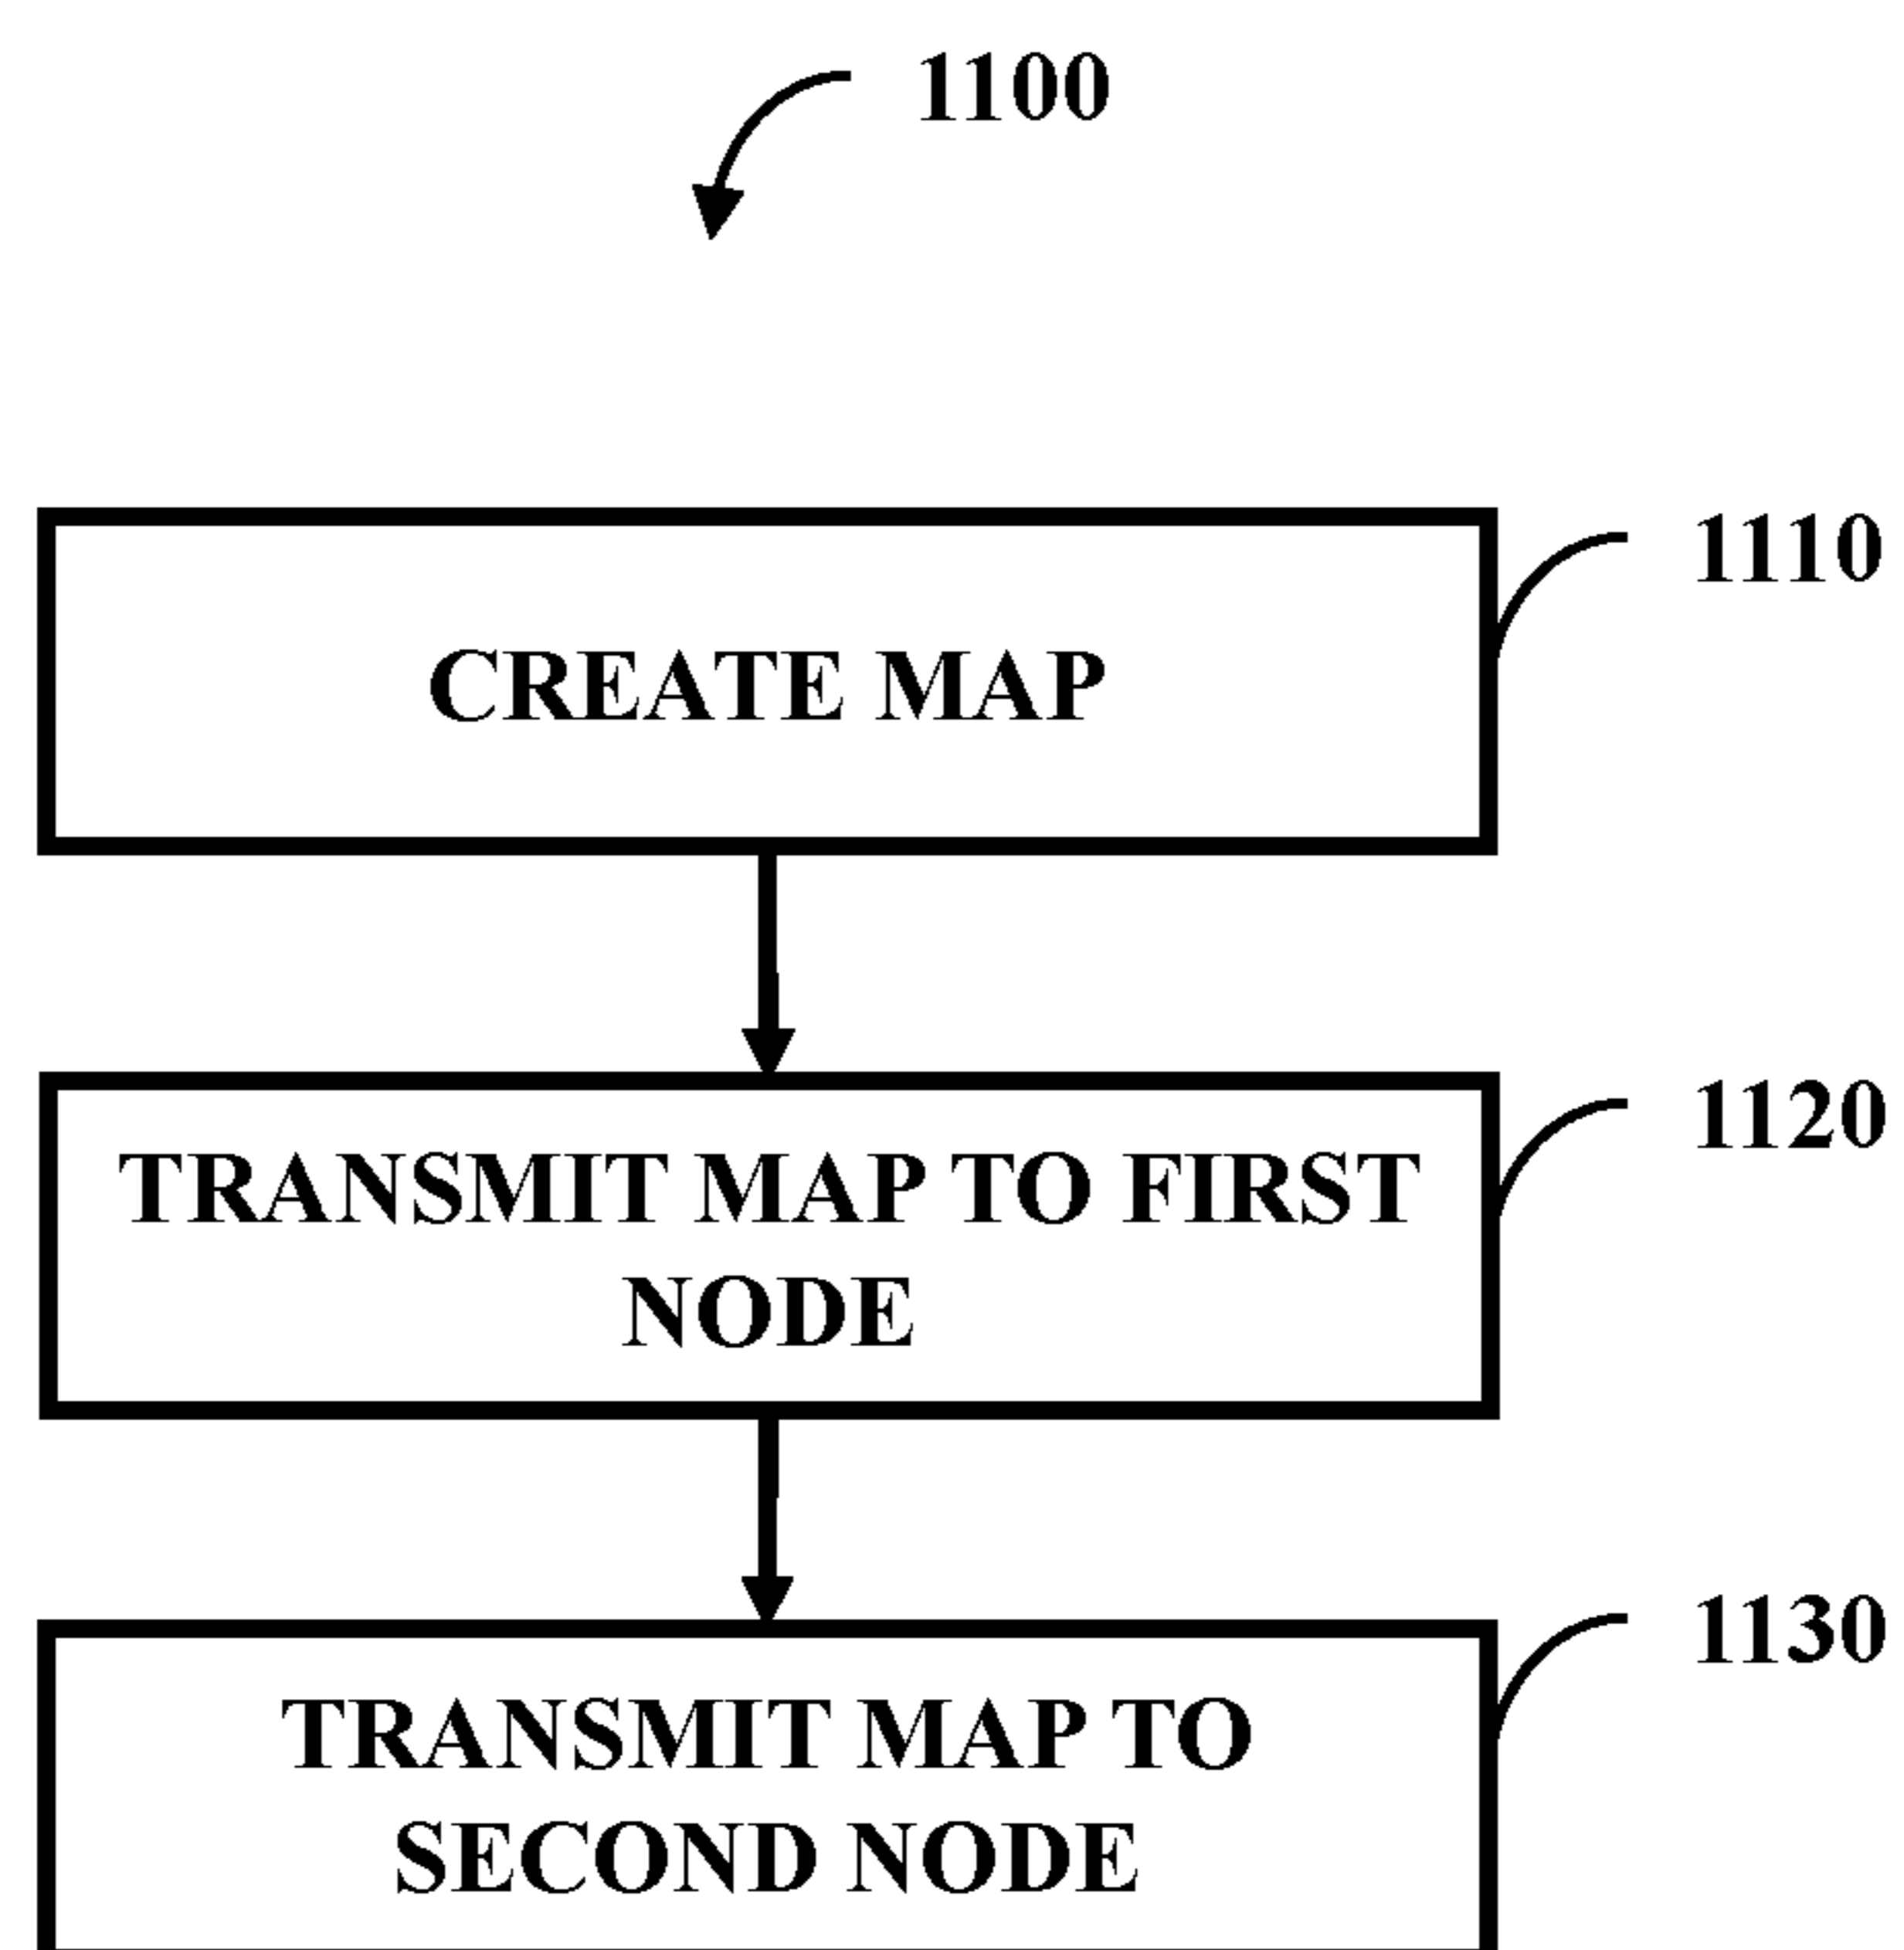 1100
1110
CREATE MAP
1120
TRANSMIT MAP TO FIRST
NODE
1130
TRANSMIT MAP TO
SECOND NODE